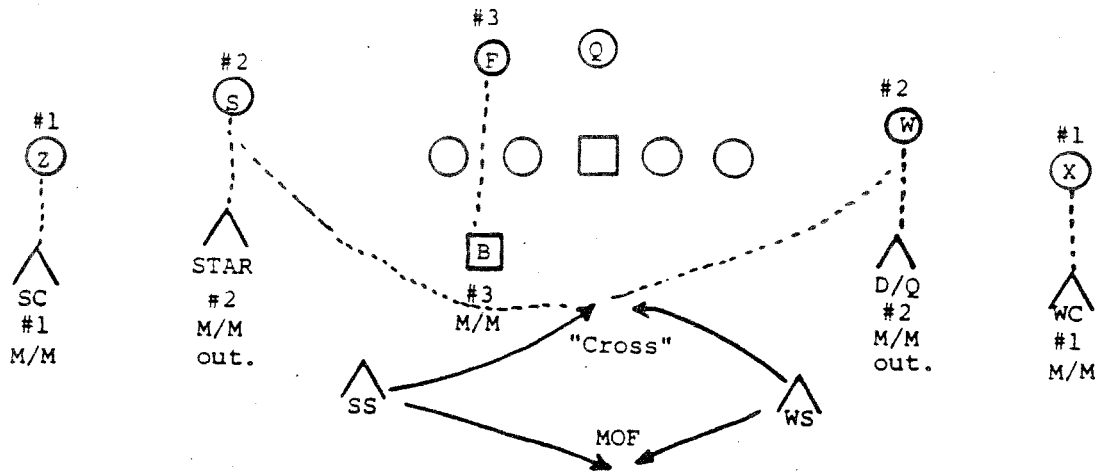 #3
F
Q
#2
S
#2
W
#1
Z
#1
X
B
STAR
#2
M/M
out.
SC
#1
M/M
#3
M/M
D/Q
#2
M/M
out.
WC
#1
M/M
"Cross"
SS
WS
MOF